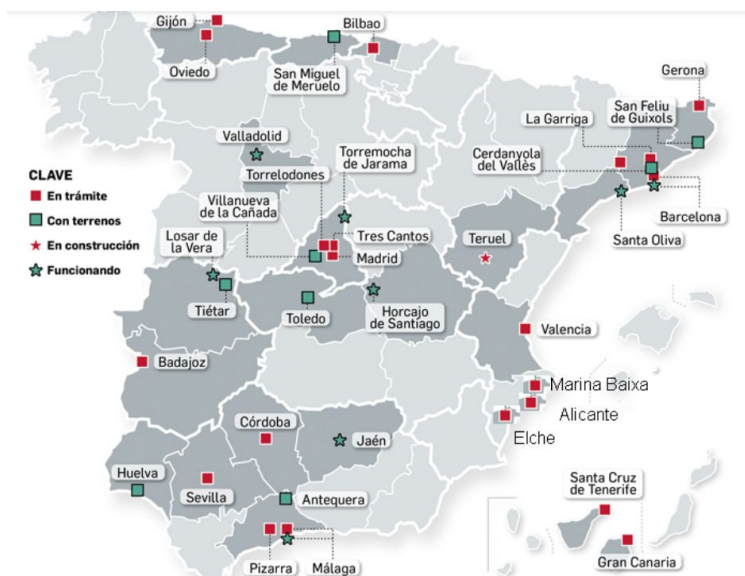 Gijón
Bilbao
Oviedo
San Miguel
de Meruelo
Gerona
La Garriga
San Feliu
de Guixols
Valladolid
Torremocha
de Jarama
Cerdanyola
del Vallès
CLAVE
En trámite
Con terrenos
En construcción
Funcionando
Torrelodones
Villanueva
de la Cañada
Barcelona
Losar de
la Vera
Tres Cantos
Madrid
Teruel
Santa Oliva
Tiétar
Toledo
Horcajo
de Santiago
Valencia
Badajoz
Marina Baixa
Alicante
Elche
Córdoba
Jaén
Huelva
Sevilla
Antequera
Santa Cruz
de Tenerife
Pizarra
Málaga
Gran Canaria